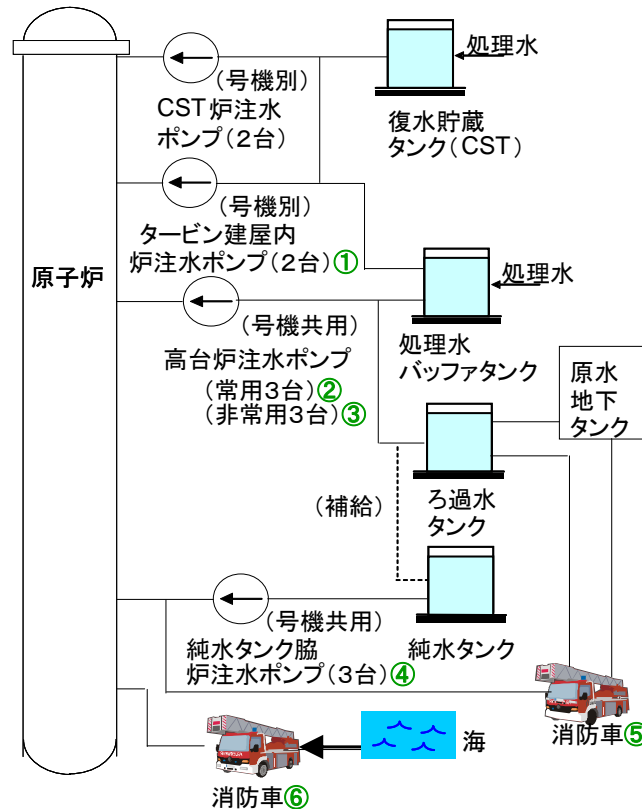 (号機別)
CST炉注水
ポンプ(2台)
処理水
復水貯蔵
タンク(CST)
(号機別)
タービン建屋内
炉注水ポンプ(2台)①
原子炉
処理水
(号機共用)
処理水
バッファタンク
高台炉注水ポンプ
(常用3台)②
(非常用3台)③
原水
地下
タンク
(補給)
ろ過水
タンク
(号機共用)
純水タンク脇
炉注水ポンプ(3台)④
純水タンク
消防車⑤
海
消防車⑥